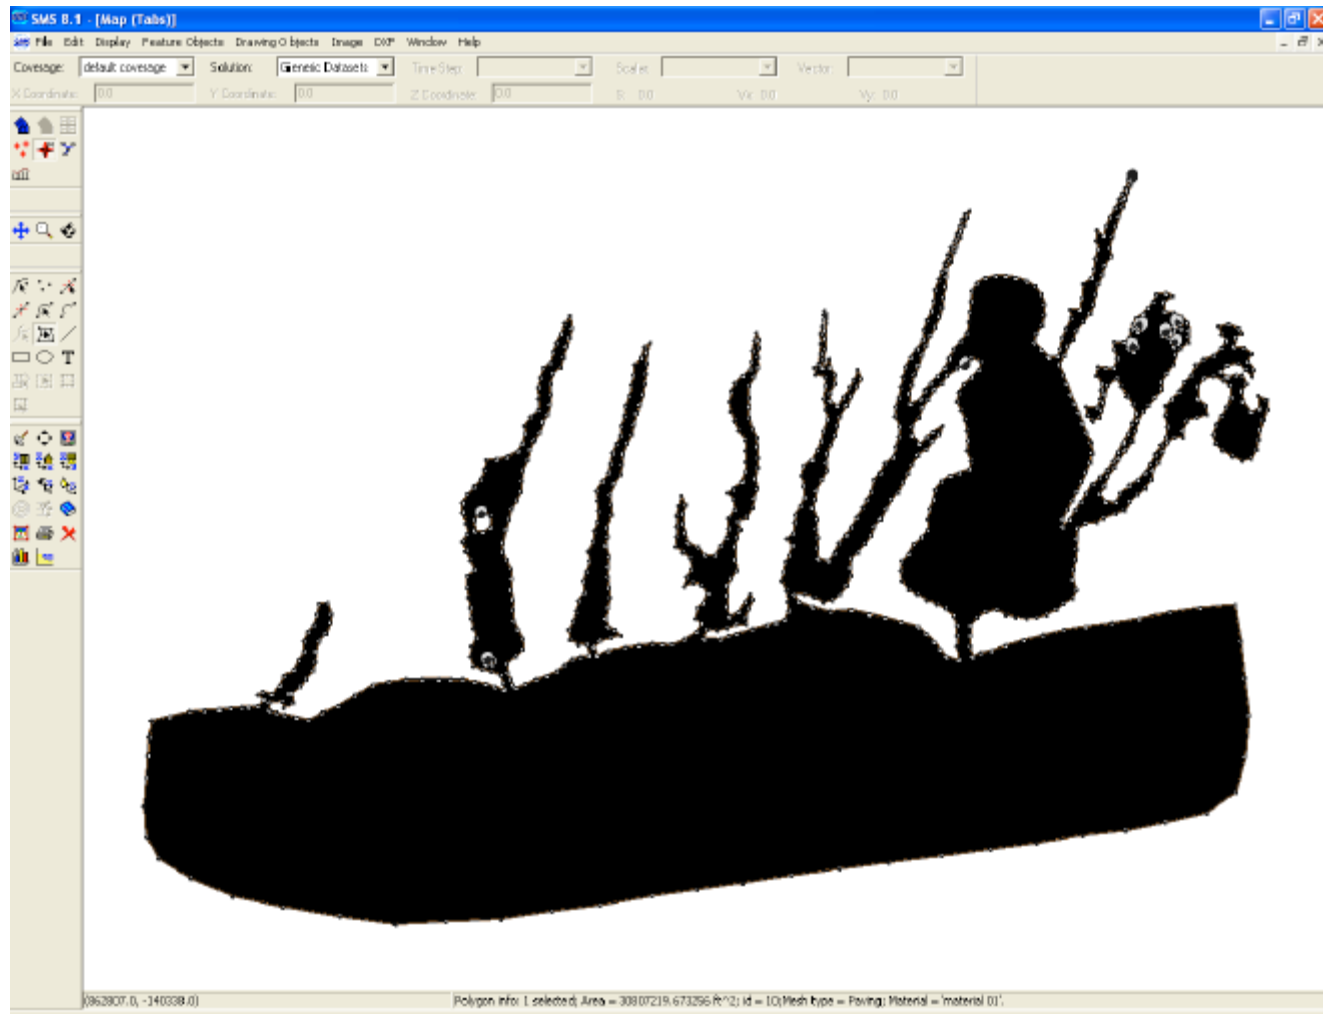 SMS 8.1 - [Map (Tabs)]
File Edit Display Feature Objects Drawing Objects Image DXF Window Help
Coverage: default coverage Solution: Generic Datasets Time Step: Scalar: Vector:
X Coordinate: 0.0 Y Coordinate: 0.0 Z Coordinate: 0.0 S: 0.0 Vx: 0.0 Vy: 0.0
T
(862807.0, -140338.0) Polygon info: 1 selected; Area = 30807219.673256 ft^2; id = 10;Mesh type = Paving; Material = 'material 01'.